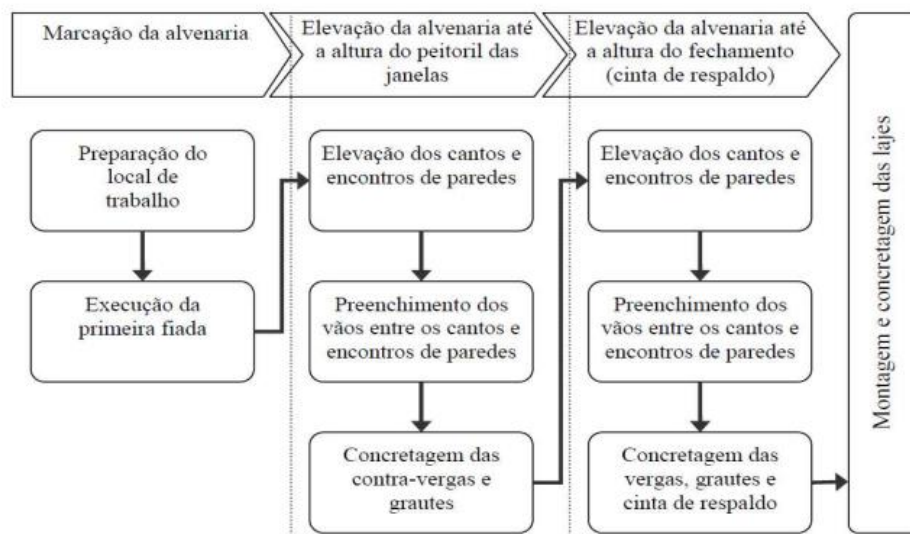 Marcação da alvenaria
Elevação da alvenaria até
a altura do peitoril das
janelas
Elevação da alvenaria até
a altura do fechamento
(cinta de respaldo)
Preparação do
local de
trabalho
Execução da
primeira fiada
Elevação dos cantos e
encontros de paredes
Preenchimento dos
vãos entre os cantos e
encontros de paredes
Concretagem das
contra-vergas e
grautes
Elevação dos cantos e
encontros de paredes
Preenchimento dos
vãos entre os cantos e
encontros de paredes
Concretagem das
vergas, grautes e
cinta de respaldo
Montagem e concretagem das lajes